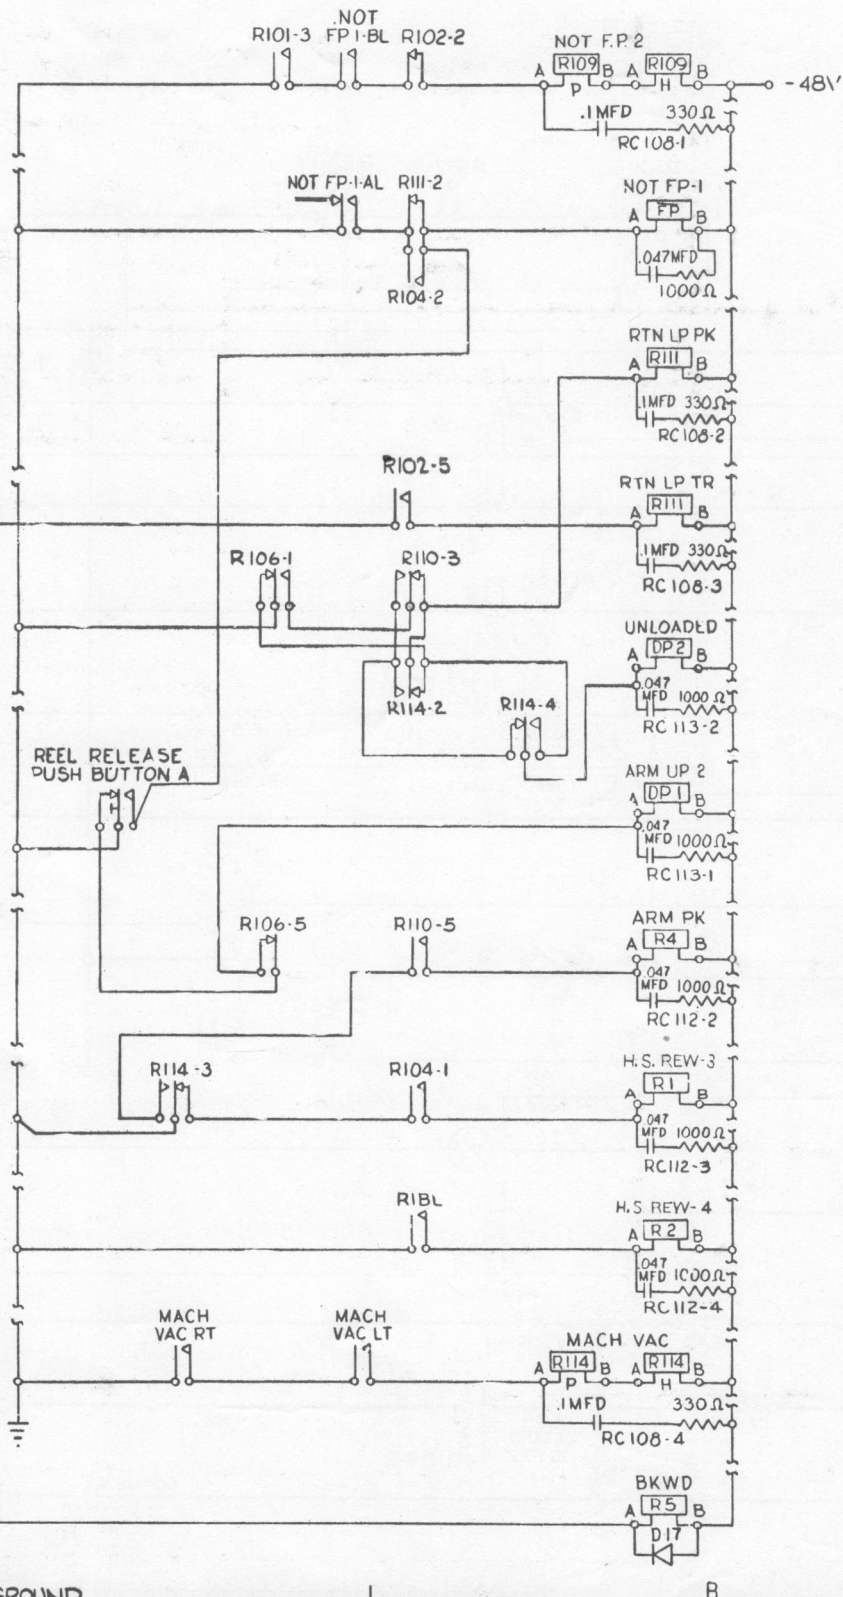 .NOT
R101-3 FP1-BL R102-2
NOT F.P. 2
A R109 B A R109 B
P H
-48V
.1MFD 330Ω
RC108-1
NOT FP-1-AL R111-2
NOT FP-1
A FP B
.047MFD
1000Ω
R104-2
RTN LP PK
A R111 B
.1MFD 330Ω
RC108-2
R102-5
RTN LP TR
A R111 B
.1MFD 330Ω
RC108-3
R106-1 R110-3
UNLOADED
A DP2 B
.047
MFD 1000Ω
RC113-2
R114-2 R114-4
REEL RELEASE
PUSH BUTTON A
ARM UP 2
A DP1 B
.047
MFD 1000Ω
RC113-1
R106-5 R110-5
ARM PK
A R4 B
.047
MFD 1000Ω
RC112-2
R114-3 R104-1
H.S. REW-3
A R1 B
.047
MFD 1000Ω
RC112-3
R1BL
H.S. REW-4
A R2 B
.047
MFD 1000Ω
RC112-4
MACH
VAC RT
MACH
VAC LT
MACH VAC
A R114 B A R114 B
P H
.1MFD 330Ω
RC108-4
BKWD
A R5 B
D17
GROUND
B